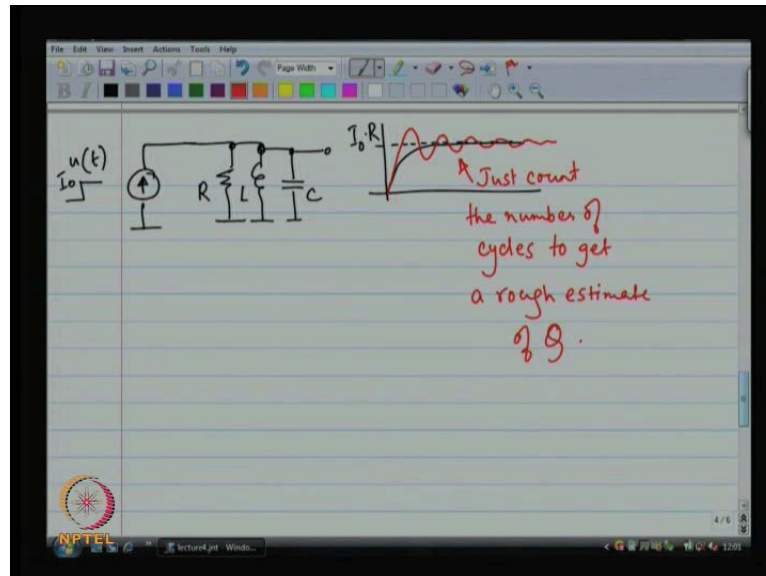 File Edit View Insert Actions Tools Help
Page Width
B I
u(t)
I₀
R L C
I₀·R
Just count
the number of
cycles to get
a rough estimate
of Q.
4/6
NPTEL
lecture4.jnt - Windo...
12:01